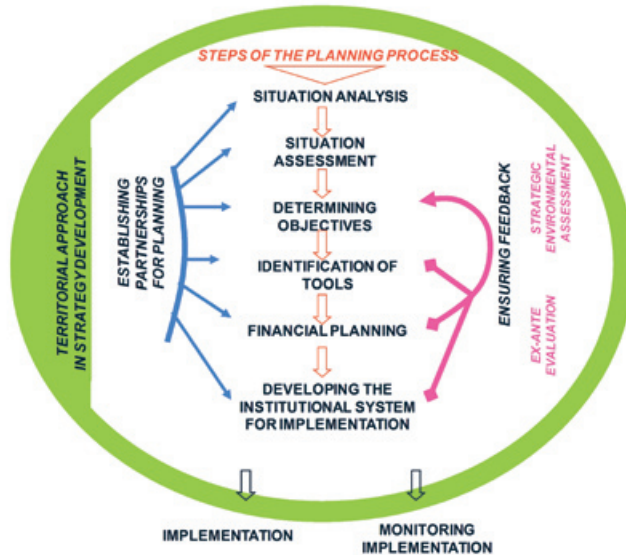 STEPS OF THE PLANNING PROCESS
SITUATION ANALYSIS
SITUATION
ASSESSMENT
DETERMINING
OBJECTIVES
IDENTIFICATION OF
TOOLS
FINANCIAL PLANNING
DEVELOPING THE
INSTITUTIONAL SYSTEM
FOR IMPLEMENTATION
TERRITORIAL APPROACH
IN STRATEGY DEVELOPMENT
ESTABLISHING
PARTNERSHIPS
FOR PLANNING
ENSURING FEEDBACK
STRATEGIC
ENVIRONMENTAL
ASSESSMENT
EX-ANTE
EVALUATION
IMPLEMENTATION
MONITORING
IMPLEMENTATION